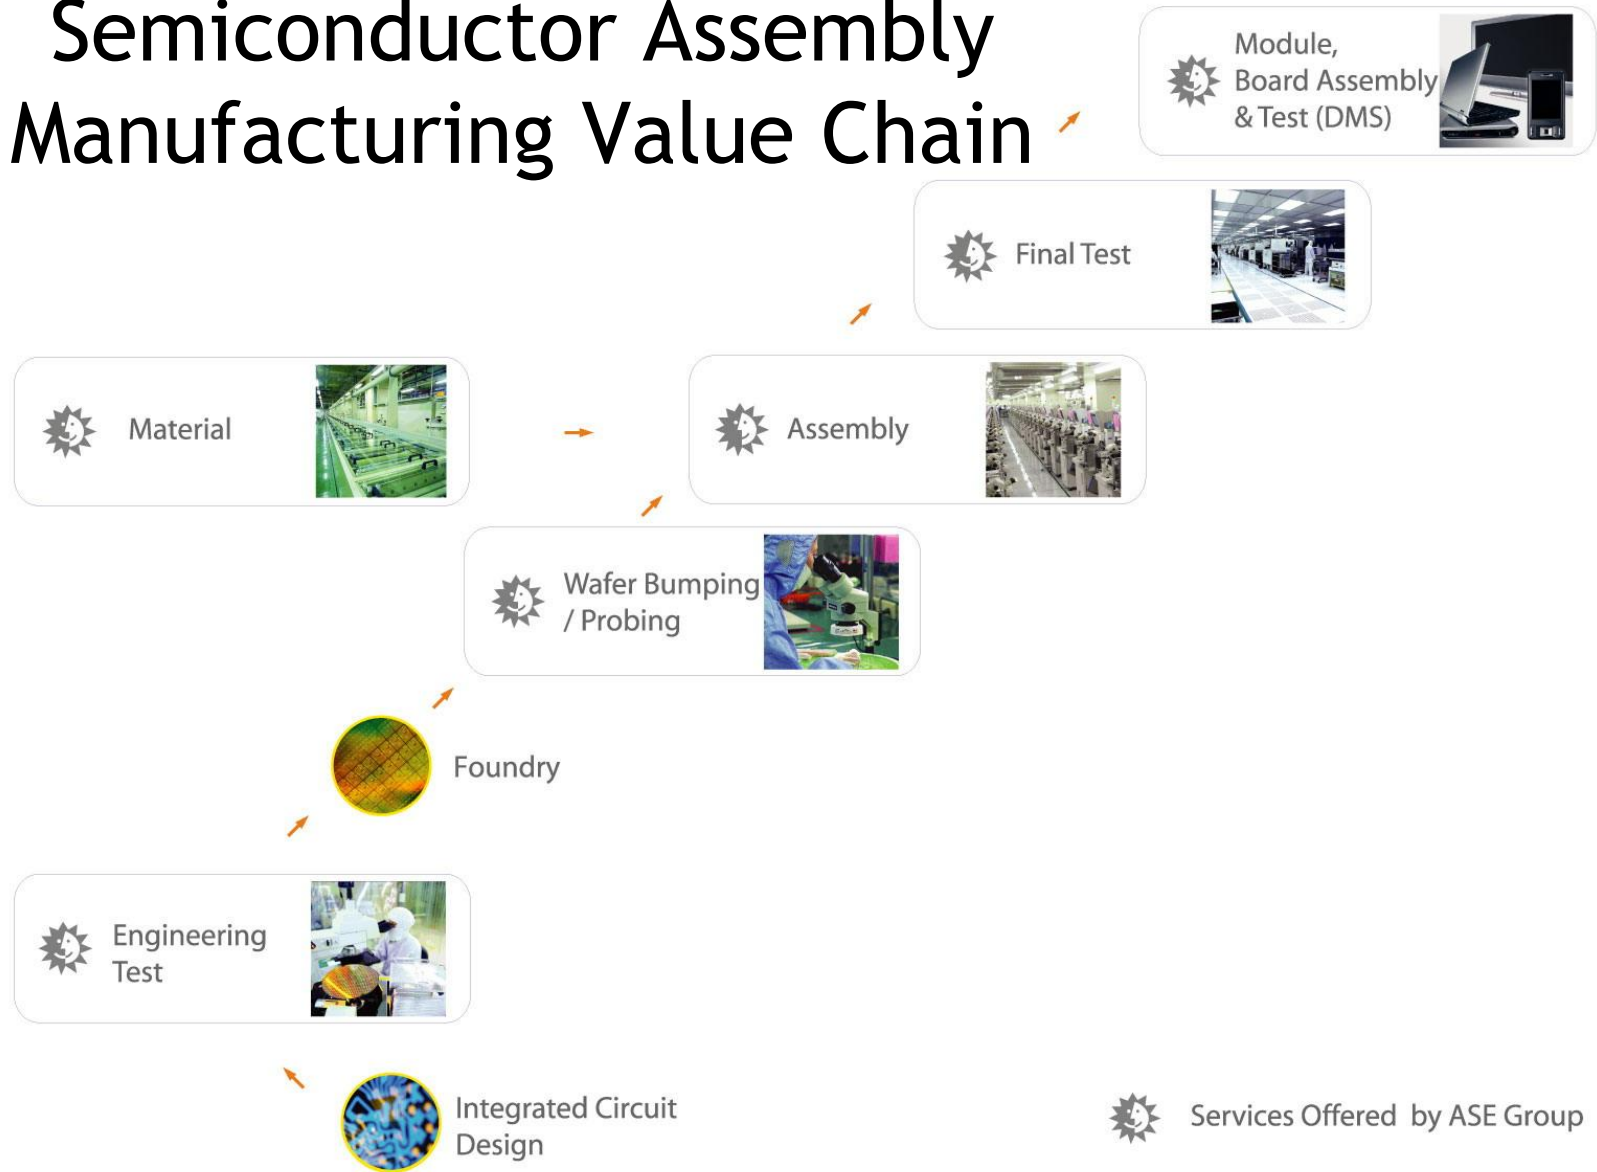 Semiconductor Assembly
Manufacturing Value Chain
Module,
Board Assembly
& Test (DMS)
Final Test
Material
Assembly
Wafer Bumping
/ Probing
Foundry
Engineering
Test
Integrated Circuit
Design
Services Offered by ASE Group